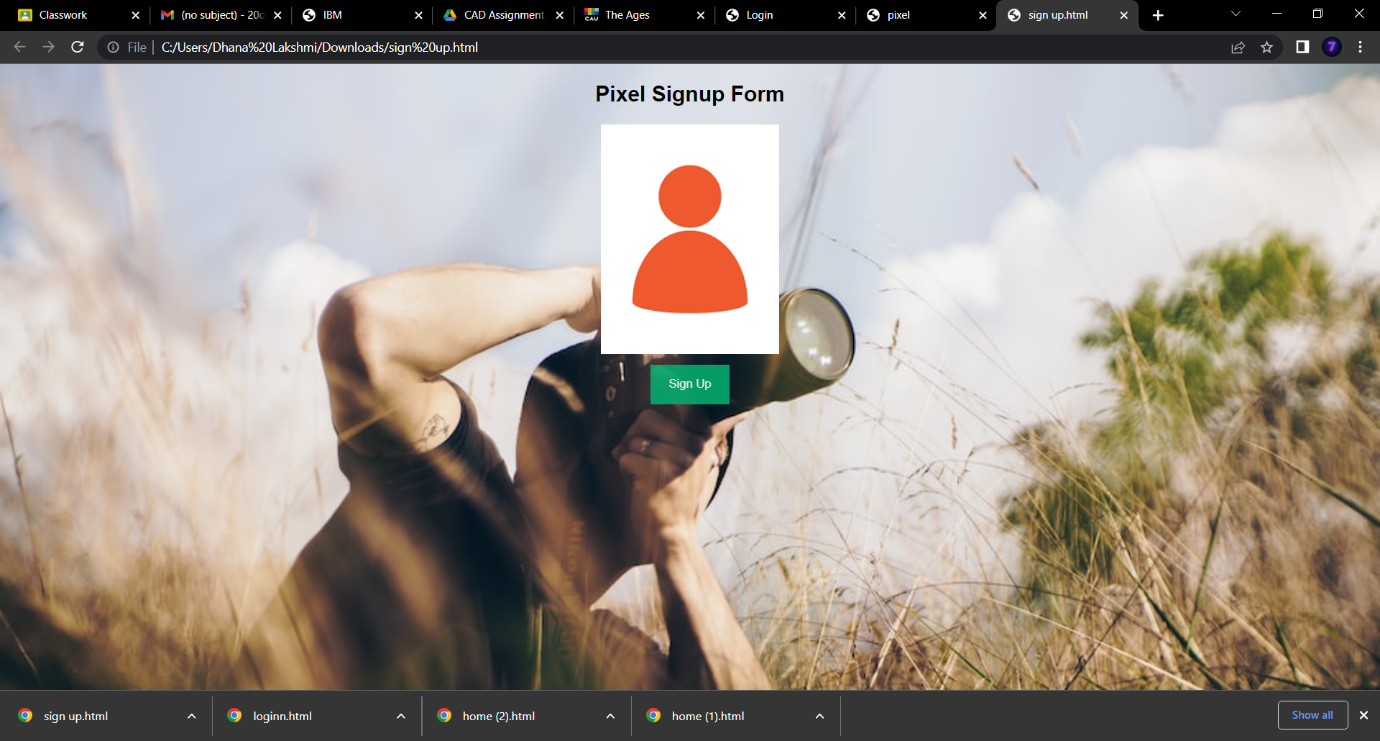 Classwork
(no subject) - 20c
IBM
CAD Assignment
CAU
The Ages
Login
pixel
sign up.html
File | C:/Users/Dhana%20Lakshmi/Downloads/sign%20up.html
7
Pixel Signup Form
Sign Up
sign up.html
loginn.html
home (2).html
home (1).html
Show all